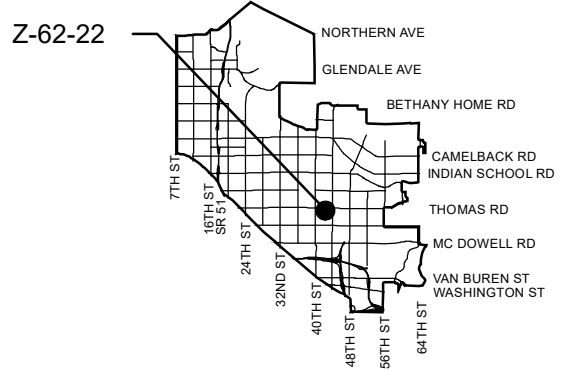 Z-62-22
NORTHERN AVE
GLENDALE AVE
BETHANY HOME RD
CAMELBACK RD
INDIAN SCHOOL RD
THOMAS RD
MC DOWELL RD
VAN BUREN ST
WASHINGTON ST
7TH ST
16TH ST
SR 51
24TH ST
32ND ST
40TH ST
48TH ST
56TH ST
64TH ST